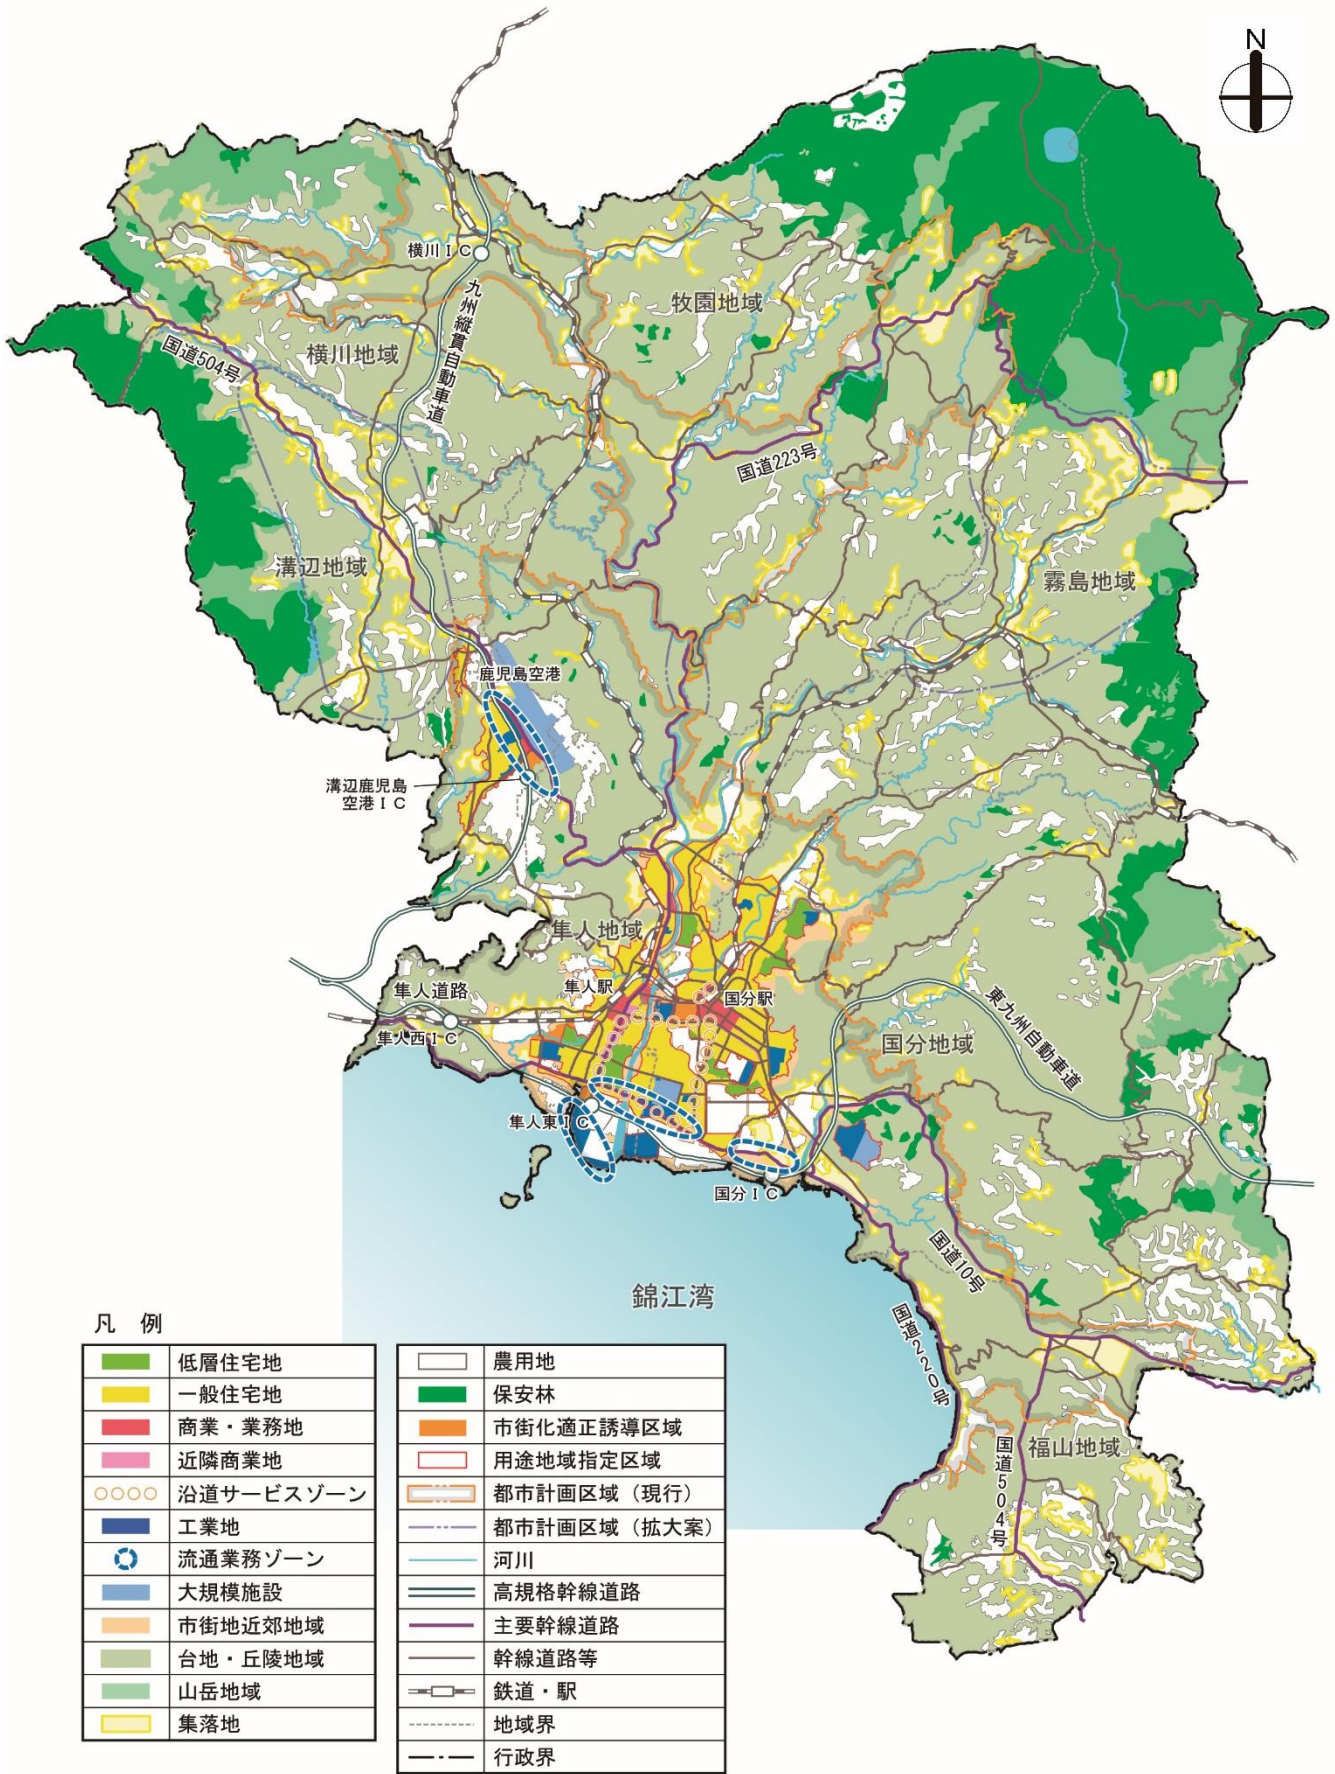 N
横川ＩＣ
九州縦貫自動車道
牧園地域
国道504号
横川地域
国道223号
溝辺地域
霧島地域
鹿児島空港
溝辺鹿児島
空港ＩＣ
隼人地域
隼人道路
隼人駅
国分駅
隼人西ＩＣ
国分地域
東九州自動車道
隼人東ＩＣ
国分ＩＣ
国道10号
錦江湾
国道220号
福山地域
国道504号
凡 例
低層住宅地
一般住宅地
商業・業務地
近隣商業地
沿道サービスゾーン
工業地
流通業務ゾーン
大規模施設
市街地近郊地域
台地・丘陵地域
山岳地域
集落地
農用地
保安林
市街化適正誘導区域
用途地域指定区域
都市計画区域（現行）
都市計画区域（拡大案）
河川
高規格幹線道路
主要幹線道路
幹線道路等
鉄道・駅
地域界
行政界